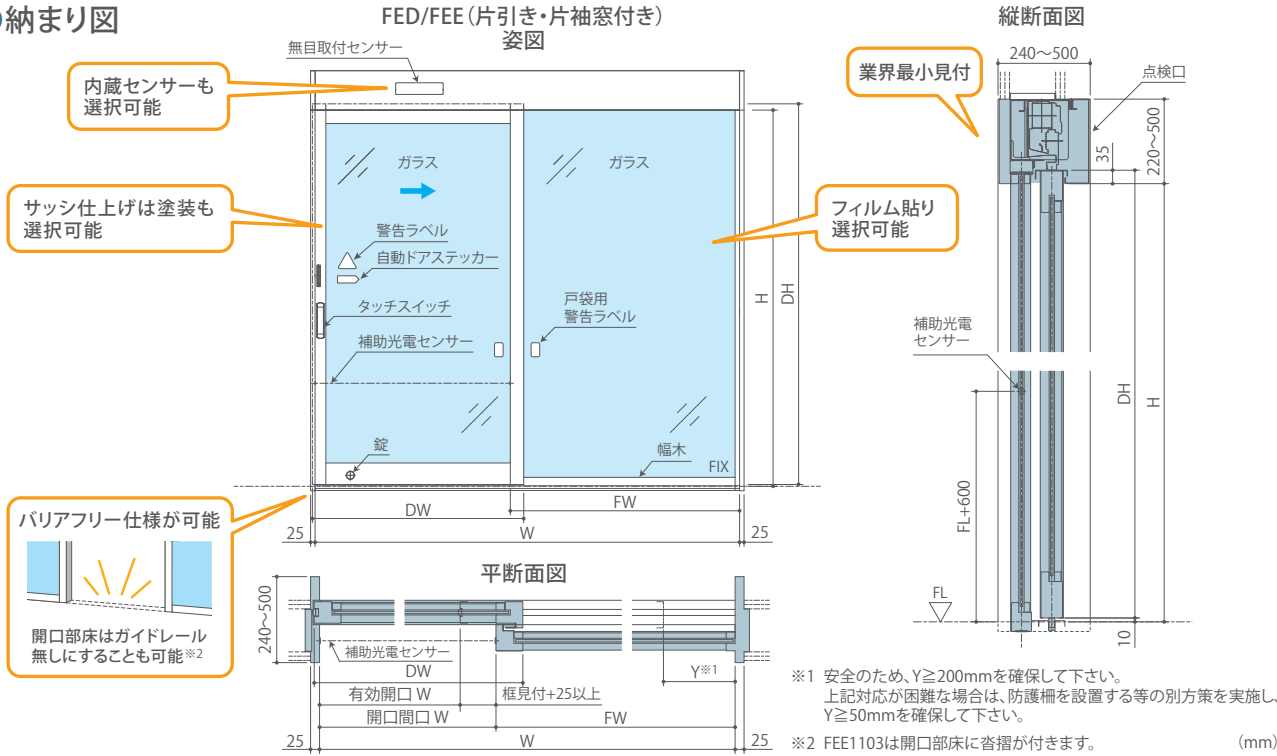 納まり図
FED/FEE（片引き・片袖窓付き）
姿図
縦断面図
無目取付センサー
内蔵センサーも
選択可能
サッシ仕上げは塗装も
選択可能
ガラス
ガラス
警告ラベル
自動ドアステッカー
タッチスイッチ
補助光電センサー
戸袋用
警告ラベル
フィルム貼り
選択可能
錠
幅木
FIX
H
DH
DW
FW
25
W
25
バリアフリー仕様が可能
開口部床はガイドレール
無しにすることも可能※2
平断面図
240〜500
補助光電センサー
DW
Y※1
有効開口 W
框見付+25以上
開口間口 W
FW
25
W
25
業界最小見付
240〜500
点検口
35
220〜500
補助光電
センサー
DH
H
FL+600
FL
10
※1 安全のため、Y≧200mmを確保して下さい。
上記対応が困難な場合は、防護柵を設置する等の別方策を実施し、
Y≧50mmを確保して下さい。
※2 FEE1103は開口部床に沓摺が付きます。
(mm)